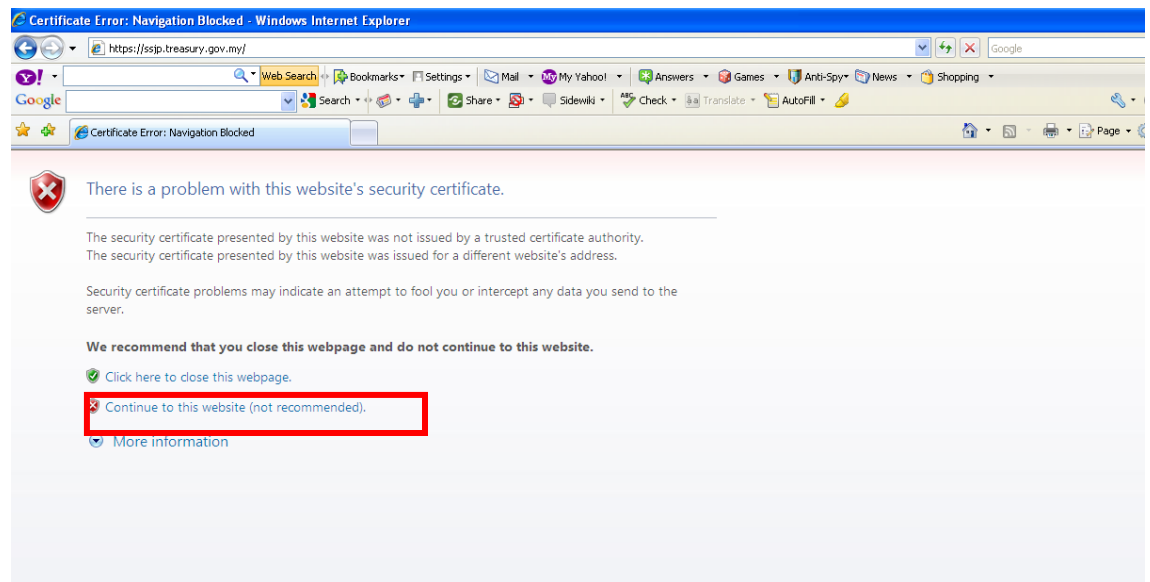 Certificate Error: Navigation Blocked - Windows Internet Explorer
https://ssjp.treasury.gov.my/ Google
Y! Web Search Bookmarks Settings Mail My My Yahoo! Answers Games Anti-Spy News Shopping
Google Search Share Sidewiki ABC Check Translate AutoFill
Certificate Error: Navigation Blocked Page
There is a problem with this website's security certificate.
The security certificate presented by this website was not issued by a trusted certificate authority.
The security certificate presented by this website was issued for a different website's address.
Security certificate problems may indicate an attempt to fool you or intercept any data you send to the
server.
We recommend that you close this webpage and do not continue to this website.
Click here to close this webpage.
Continue to this website (not recommended).
More information